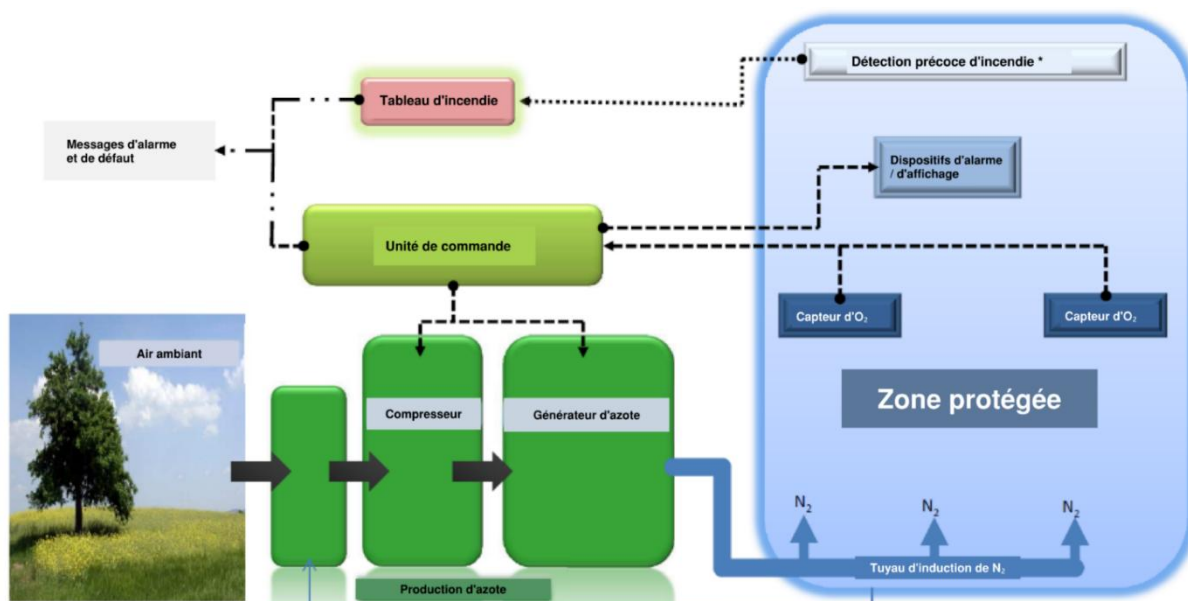 Détection précoce d'incendie *
Tableau d'incendie
Messages d'alarme
et de défaut
Dispositifs d'alarme
/ d'affichage
Unité de commande
Capteur d'O₂
Capteur d'O₂
Air ambiant
Zone protégée
Compresseur
Générateur d'azote
N₂
N₂
N₂
Tuyau d'induction de N₂
Production d'azote